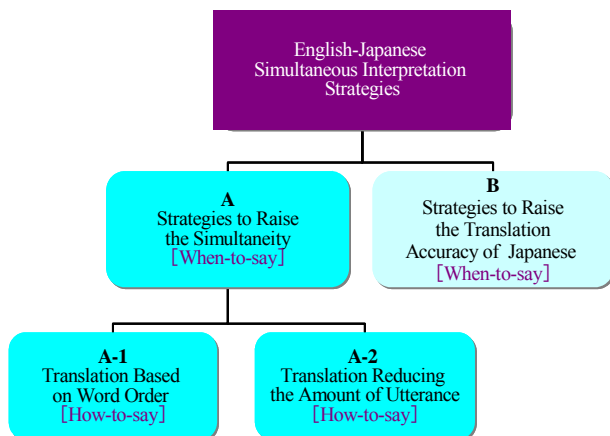 English-Japanese
Simultaneous Interpretation
Strategies
A
Strategies to Raise
the Simultaneity
[When-to-say]
B
Strategies to Raise
the Translation
Accuracy of Japanese
[When-to-say]
A-1
Translation Based
on Word Order
[How-to-say]
A-2
Translation Reducing
the Amount of Utterance
[How-to-say]